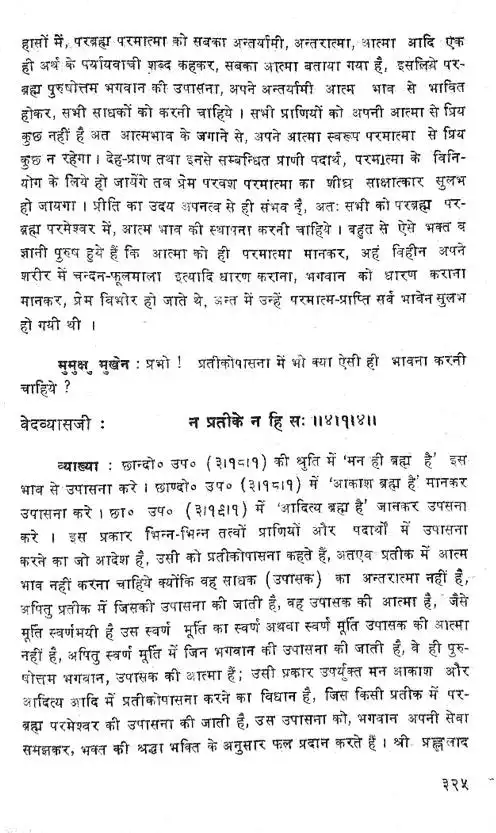 हासों में, परब्रह्म परमात्मा को सबका अन्तर्यामी, अन्तरात्मा, आत्मा आदि एक
ही अर्थ के पर्यायवाची शब्द कहकर, सबका आत्मा बताया गया है, इसलिये पर-
ब्रह्म पुरुषोत्तम भगवान की उपासना, अपने अन्तर्यामी आत्म भाव से भावित
होकर, सभी साधकों को करनी चाहिये । सभी प्राणियों को अपनी आत्मा से प्रिय
कुछ नहीं है अत आत्मभाव के जगाने से, अपने आत्मा स्वरूप परमात्मा से प्रिय
कुछ न रहेगा । देह-प्राण तथा इनसे सम्बन्धित प्राणी पदार्थ, परमात्मा के विनि-
योग के लिये हो जायेंगे तब प्रेम परवश परमात्मा का शीघ्र साक्षात्कार सुलभ
हो जायगा । प्रीति का उदय अपनत्व से ही संभव है, अतः सभी को परब्रह्म पर-
ब्रह्म परमेश्वर में, आत्म भाव की स्थापना करनी चाहिये । बहुत से ऐसे भक्त व
ज्ञानी पुरुष हुये हैं कि आत्मा को ही परमात्मा मानकर, अहं विहीन अपने
शरीर में चन्दन-फूलमाला इत्यादि धारण कराना, भगवान को धारण कराना
मानकर, प्रेम विभोर हो जाते थे, अन्त में उन्हें परमात्म-प्राप्ति सर्व भावेन सुलभ
हो गयी थी ।
मुमुक्षु मुखेन : प्रभो ! प्रतीकोपासना में भी क्या ऐसी ही भावना करनी
चाहिये ?
वेदव्यासजी : न प्रतीके न हि सः ॥४।१।४॥
व्याख्या : छान्दो० उप० (३।१८।१) की श्रुति में 'मन ही ब्रह्म है' इस
भाव से उपासना करे । छाण्दो० उप० (३।१८।१) में 'आकाश ब्रह्म है' मानकर
उपासना करे । छा० उप० (३।१९।१) में 'आदित्य ब्रह्म है' जानकर उपसना
करे । इस प्रकार भिन्न-भिन्न तत्वों प्राणियों और पदार्थों में उपासना
करने का जो आदेश है, उसी को प्रतीकोपासना कहते हैं, अतएव प्रतीक में आत्म
भाव नहीं करना चाहिये क्योंकि वह साधक (उपासक) का अन्तरात्मा नहीं है,
अपितु प्रतीक में जिसकी उपासना की जाती है, वह उपासक की आत्मा है, जैसे
मूर्ति स्वर्णमयी है उस स्वर्ण मूर्ति का स्वर्ण अथवा स्वर्ण मूर्ति उपासक की आत्मा
नहीं है, अपितु स्वर्ण मूर्ति में जिन भगवान की उपासना की जाती है, वे ही पुरु-
षोत्तम भगवान, उपासक की आत्मा हैं; उसी प्रकार उपर्युक्त मन आकाश और
आदित्य आदि में प्रतीकोपासना करने का विधान है, जिस किसी प्रतीक में पर-
ब्रह्म परमेश्वर की उपासना की जाती है, उस उपासना को, भगवान अपनी सेवा
समझकर, भक्त की श्रद्धा भक्ति के अनुसार फल प्रदान करते हैं । श्री प्रह्लाद
३२५